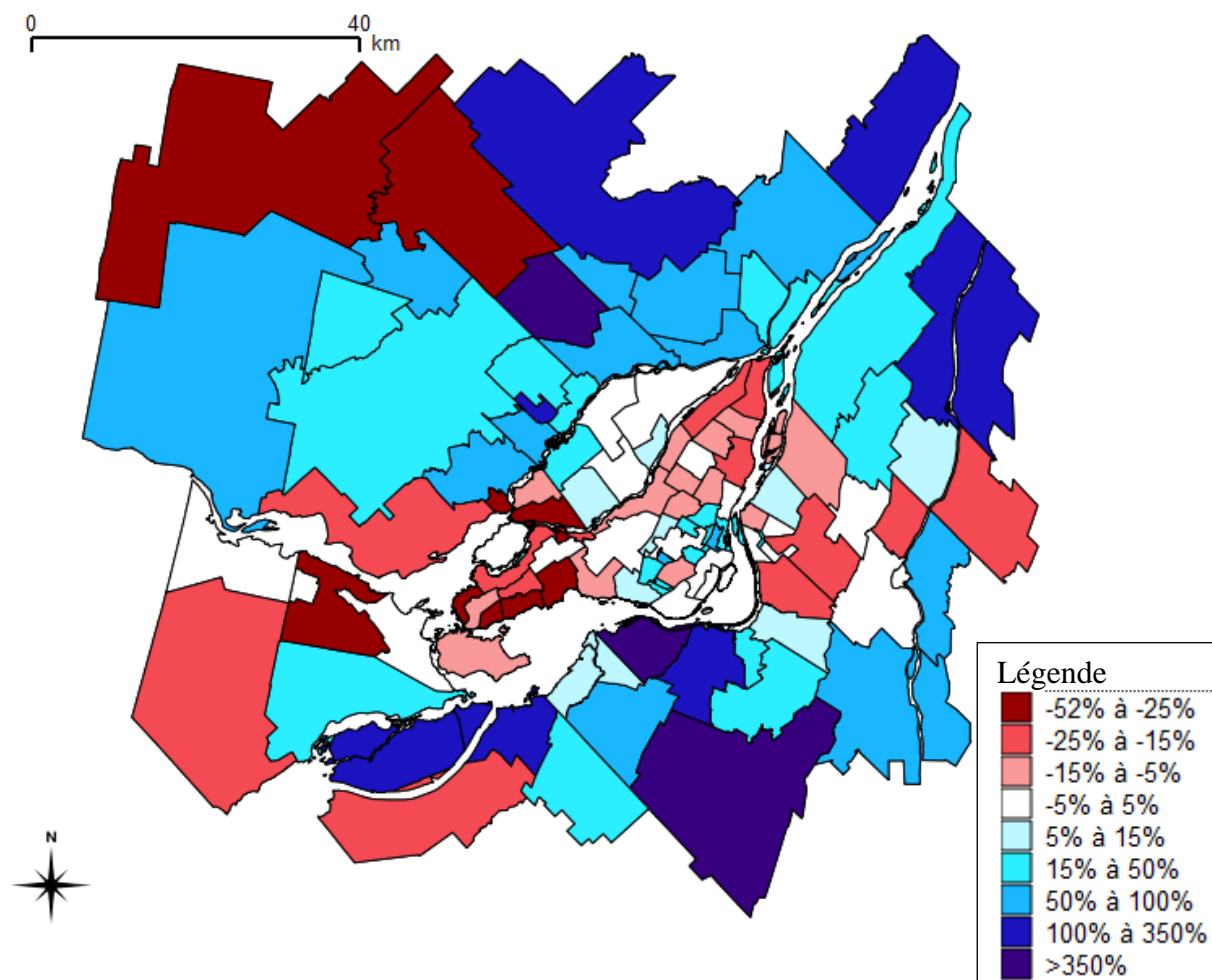 0 40
km
Légende
-52% à -25%
-25% à -15%
-15% à -5%
-5% à 5%
5% à 15%
15% à 50%
50% à 100%
100% à 350%
>350%
N